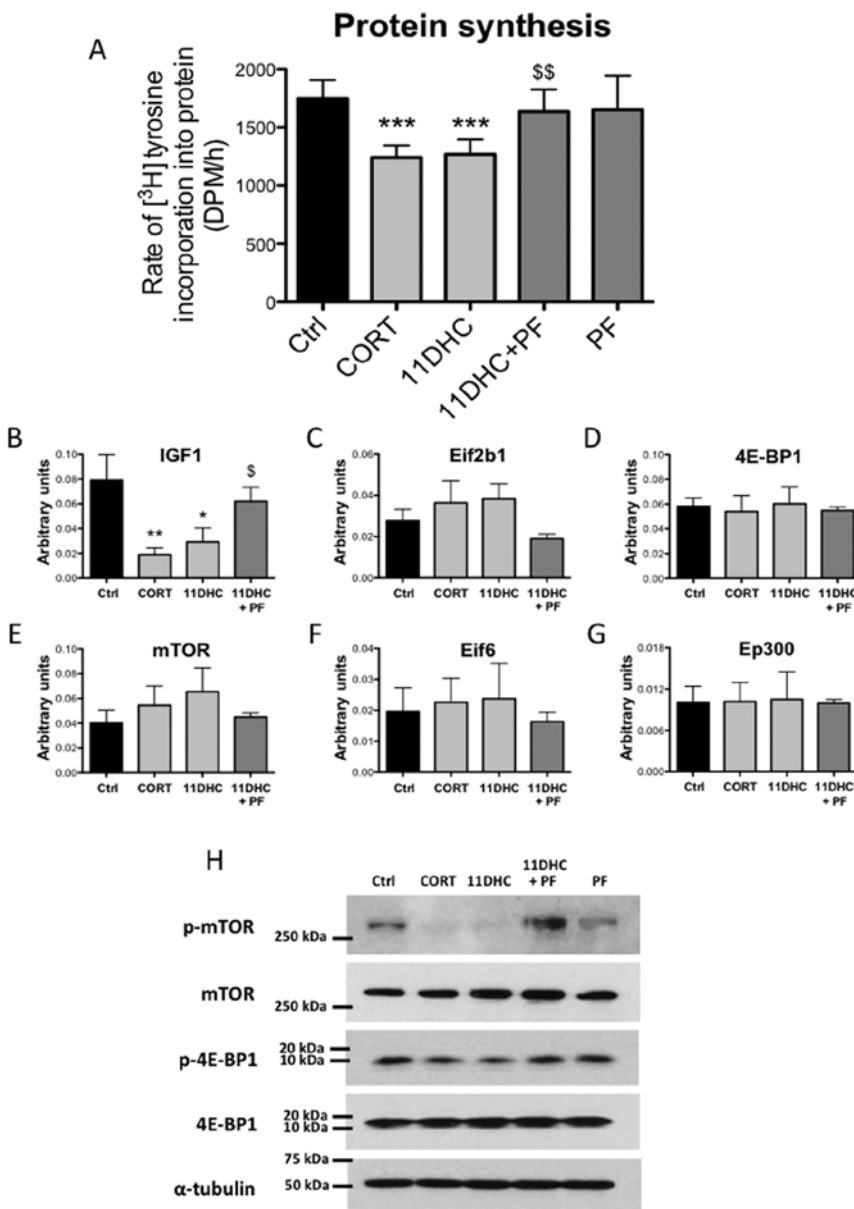 Protein synthesis
A
Rate of [³H] tyrosine
incorporation into protein
(DPM/h)
2000
1500
1000
500
0
***
***
$$
Ctrl
CORT
11DHC
11DHC+PF
PF
B
IGF1
Arbitrary units
0.10
0.08
0.06
0.04
0.02
0.00
**
*
$
Ctrl
CORT
11DHC
11DHC
+ PF
C
Eif2b1
Arbitrary units
0.06
0.04
0.02
0.00
Ctrl
CORT
11DHC
11DHC
+ PF
D
4E-BP1
Arbitrary units
0.10
0.08
0.06
0.04
0.02
0.00
Ctrl
CORT
11DHC
11DHC
+ PF
E
mTOR
Arbitrary units
0.10
0.08
0.06
0.04
0.02
0.00
Ctrl
CORT
11DHC
11DHC
+ PF
F
Eif6
Arbitrary units
0.04
0.03
0.02
0.01
0.00
Ctrl
CORT
11DHC
11DHC
+ PF
G
Ep300
Arbitrary units
0.018
0.012
0.006
0.000
Ctrl
CORT
11DHC
11DHC
+ PF
H
Ctrl
CORT
11DHC
11DHC
+ PF
PF
p-mTOR
250 kDa
mTOR
250 kDa
p-4E-BP1
20 kDa
10 kDa
4E-BP1
20 kDa
10 kDa
α-tubulin
75 kDa
50 kDa